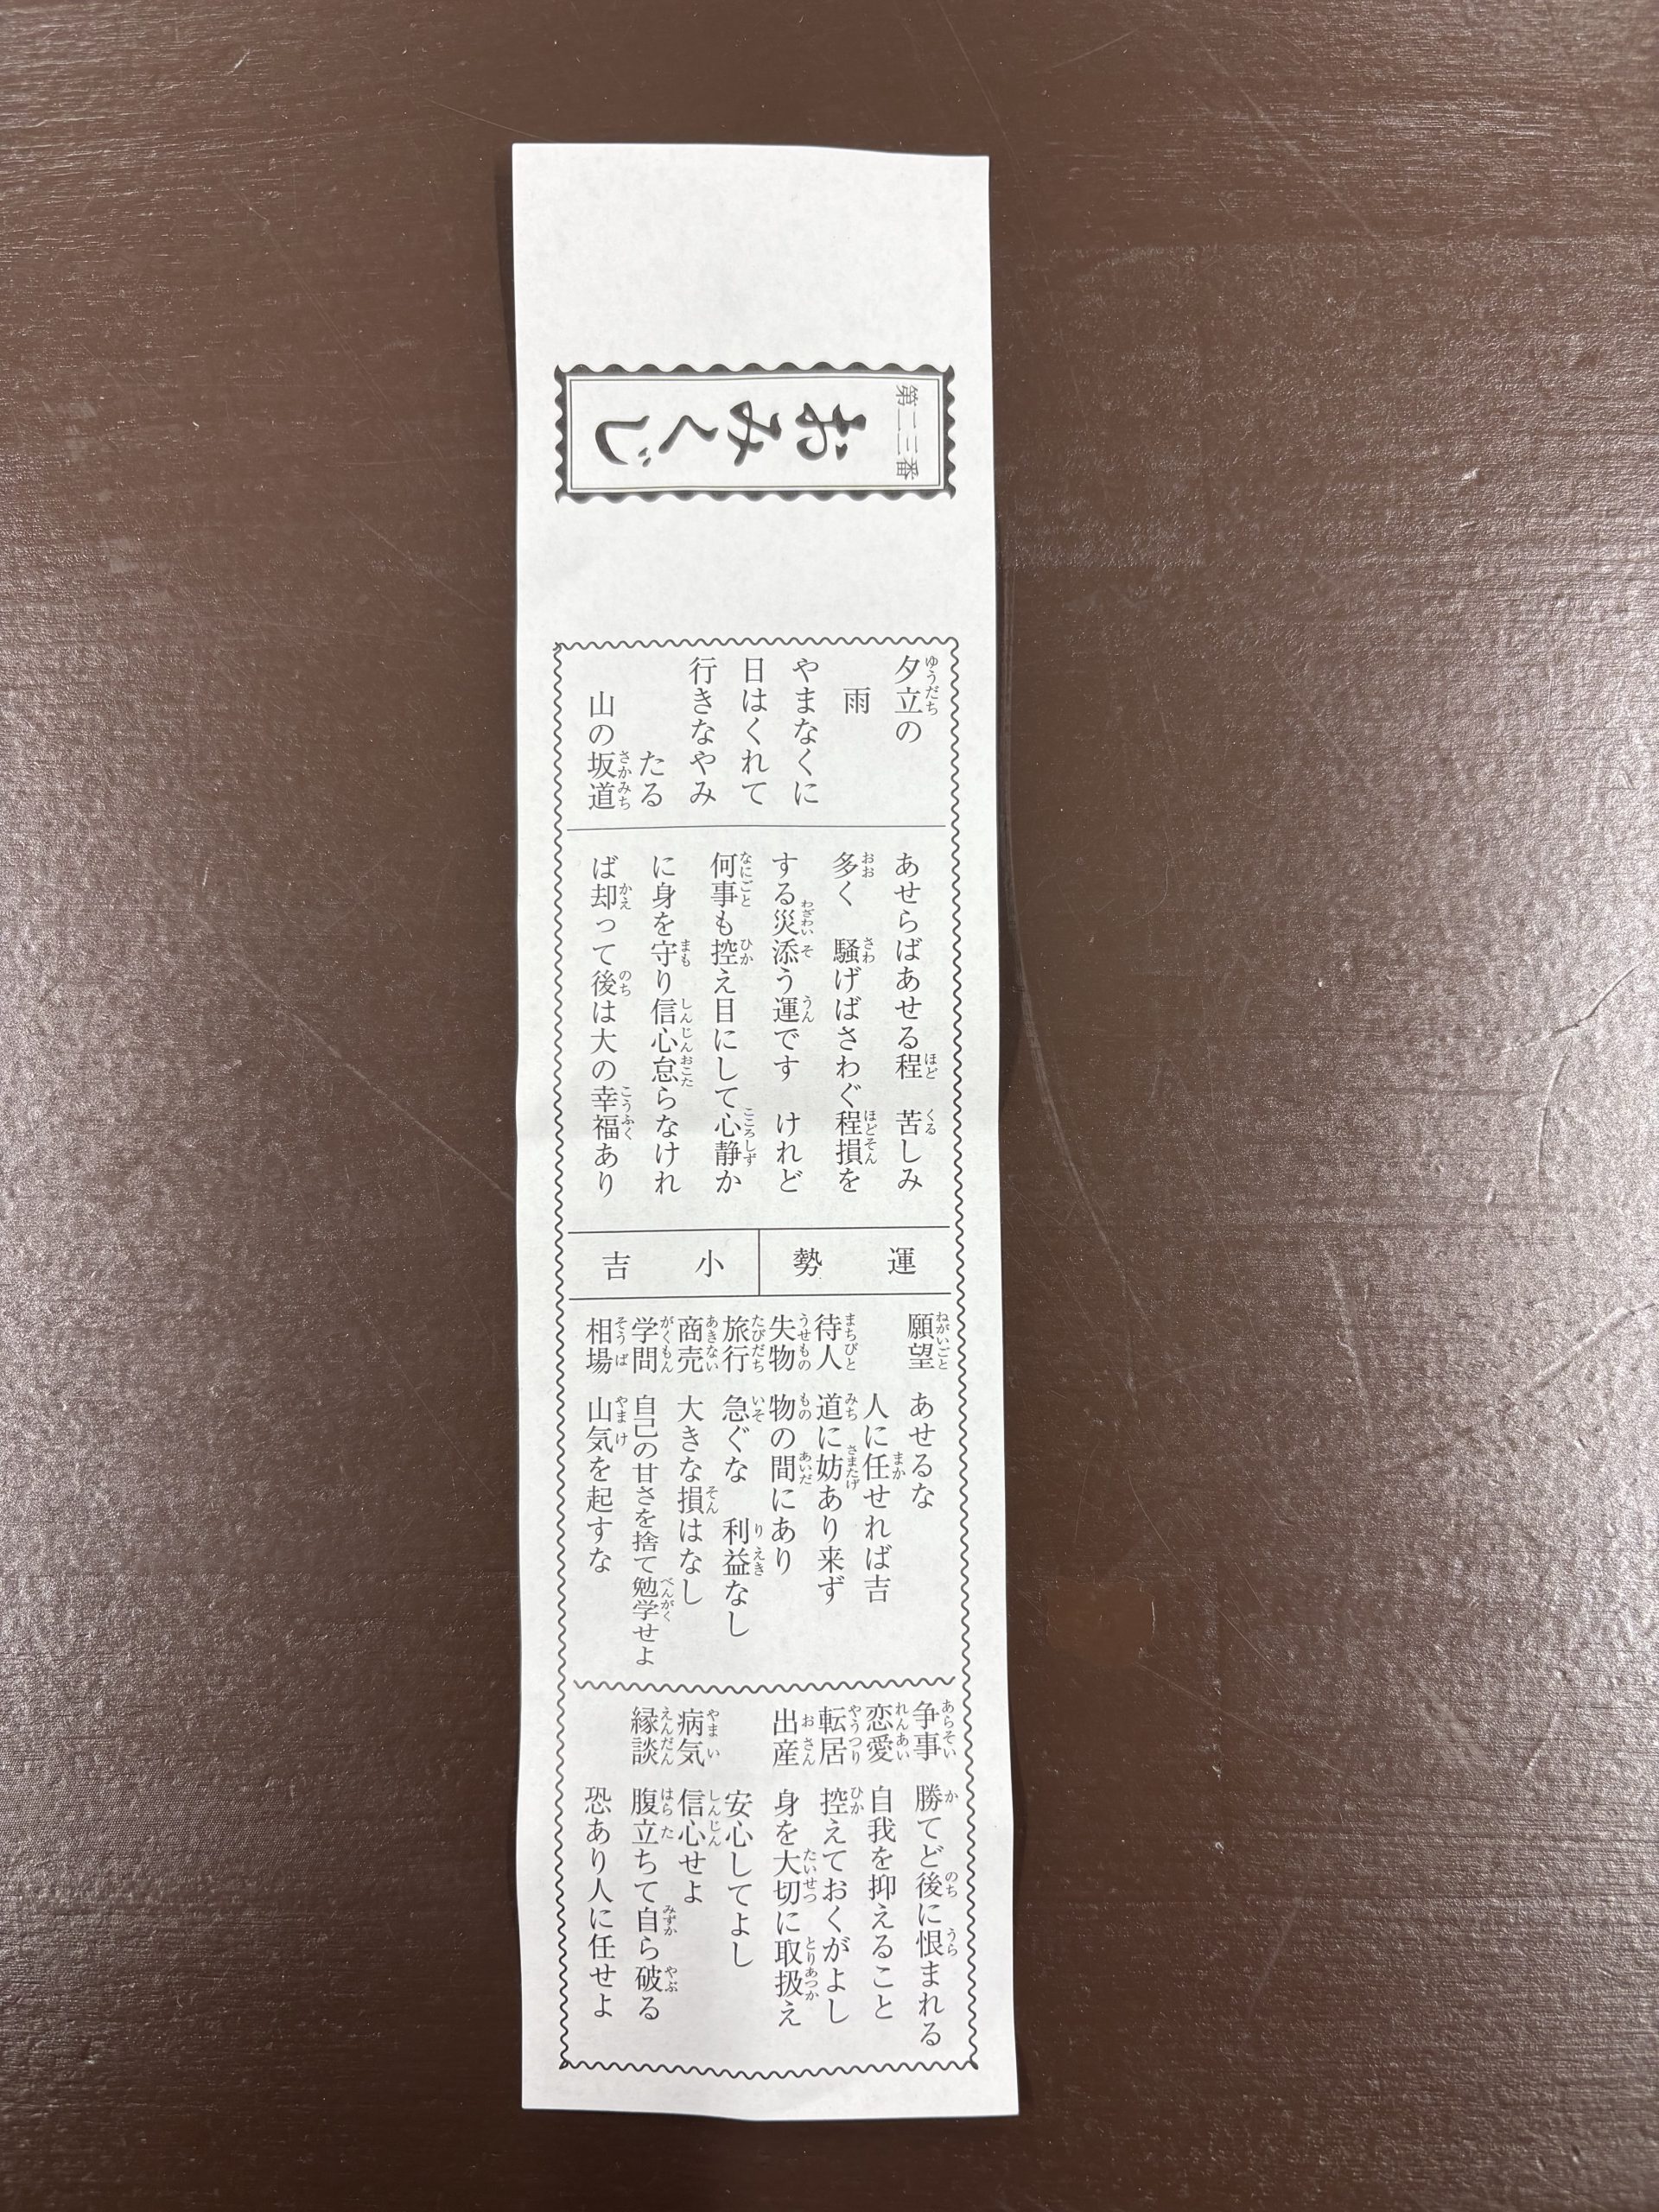 第二三番
おみくじ
夕立の
雨
やまなくに
日はくれて
行きなやみ
たる
山の坂道
あせらばあせる程 苦しみ
多く 騒げばさわぐ程損を
する災添う運です けれど
何事も控え目にして心静か
に身を守り信心怠らなけれ
ば却って後は大の幸福あり
運勢 小吉
願望 あせるな
人に任せれば吉
待人 道に妨あり来ず
失物 物の間にあり
旅行 急ぐな 利益なし
商売 大きな損はなし
学問 自己の甘さを捨て勉学せよ
相場 山気を起すな
争事 勝てど後に恨まれる
恋愛 自我を抑えること
転居 控えておくがよし
出産 身を大切に取扱え
安心してよし
病気 信心せよ
縁談 腹立ちて自ら破る
恐あり人に任せよ